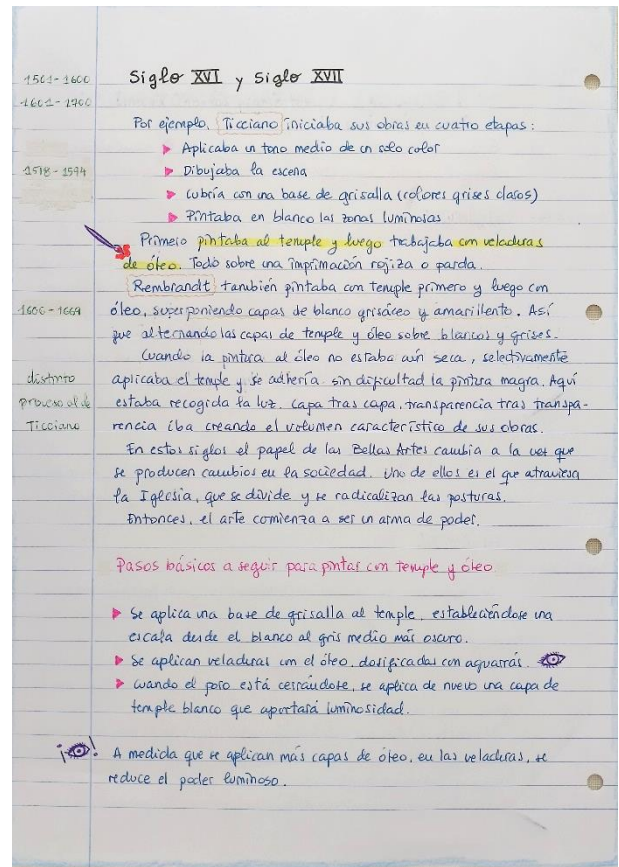 1501-1600
Siglo XVI y Siglo XVII
1601-1700
Por ejemplo, Ticciano iniciaba sus obras en cuatro etapas:
Aplicaba un tono medio de un solo color
1518-1594
Dibujaba la escena
Cubría con una base de grisalla (colores grises claros)
Pintaba en blanco las zonas luminosas
Primero pintaba al temple y luego trabajaba con veladuras
de óleo. Todo sobre una imprimación rojiza o parda.
Rembrandt también pintaba con temple primero y luego con
1606-1669
óleo, superponiendo capas de blanco grisáceo y amarillento. Así
que alternando las capas de temple y óleo sobre blancos y grises.
Cuando la pintura al óleo no estaba aún seca, selectivamente
distinto
aplicaba el temple y se adhería sin dificultad la pintura magra. Aquí
proceso al de
estaba recogida la luz. Capa tras capa, transparencia tras transpa-
Ticciano
rencia iba creando el volumen característico de sus obras.
En estos siglos el papel de las Bellas Artes cambia a la vez que
se producen cambios en la sociedad. Uno de ellos es el que atraviesa
la Iglesia, que se divide y se radicalizan las posturas.
Entonces, el arte comienza a ser un arma de poder.
Pasos básicos a seguir para pintar con temple y óleo
Se aplica una base de grisalla al temple, estableciéndose una
escala desde el blanco al gris medio más oscuro.
Se aplican veladuras con el óleo, dosificadas con aguarrás.
Cuando el poro está cerrándose, se aplica de nuevo una capa de
temple blanco que aportará luminosidad.
¡ ! A medida que se aplican más capas de óleo, en las veladuras, se
reduce el poder luminoso.